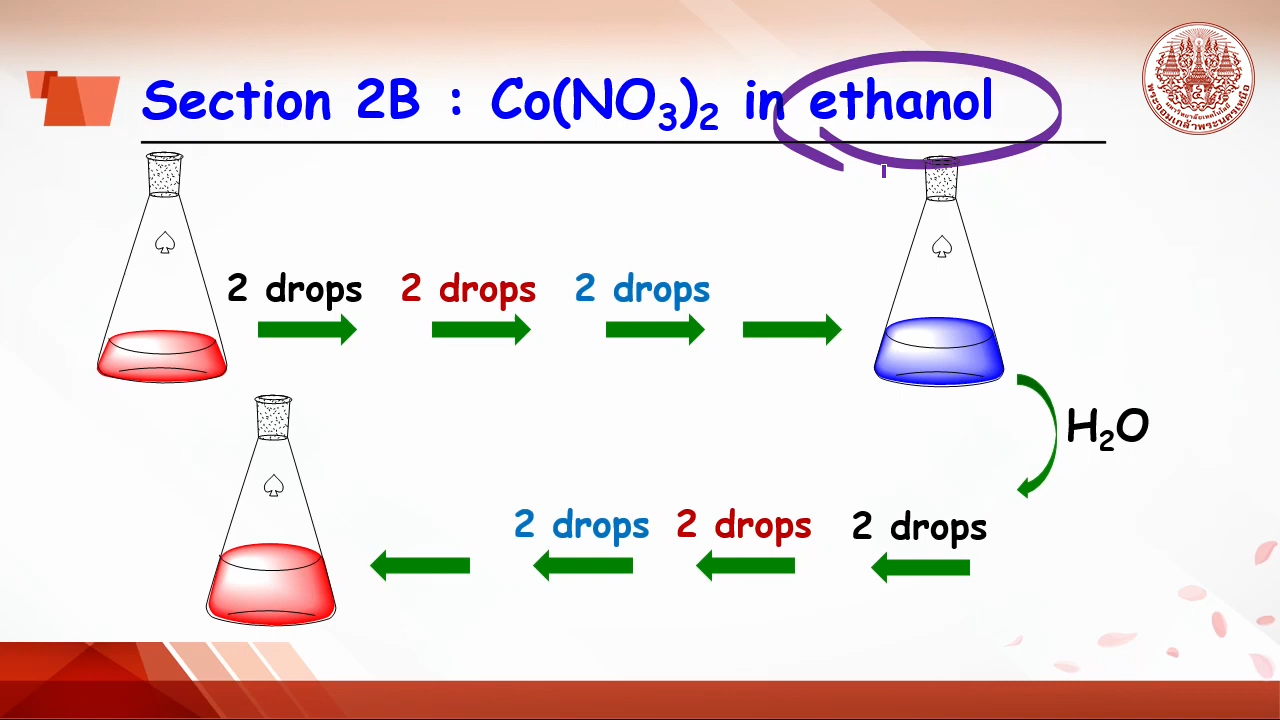 Section 2B : Co(NO₃)₂ in ethanol
2 drops 2 drops 2 drops
H₂O
2 drops 2 drops 2 drops